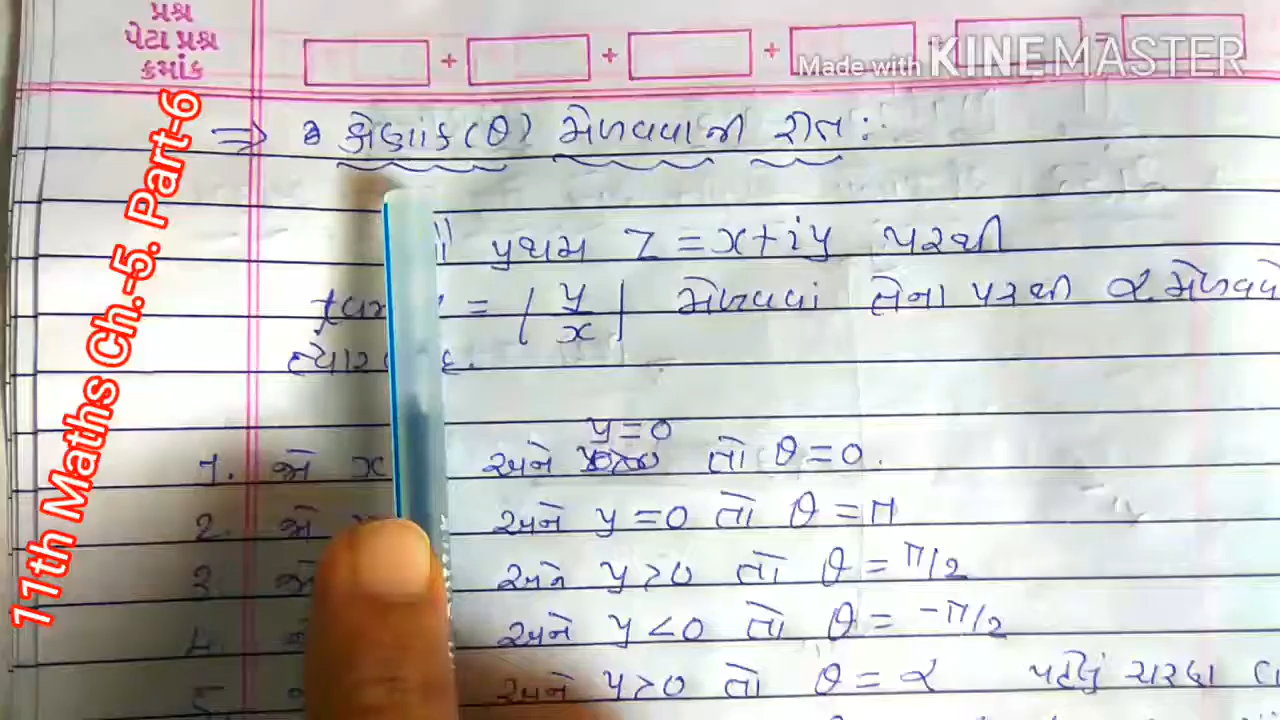 પ્રશ્ન
પેટા પ્રશ્ન
ક્રમાંક
+ + + =
Made with KINEMASTER
11th Maths Ch.-5. Part-6
⇒ કોણાંક (θ) મેળવવાની રીત :-
પ્રથમ Z = x + iy પરથી
= | y/x | મેળવવાં તેના પરથી α મેળવવો
ત્યાર
1. જો x અને y = 0 તો θ = 0.
2. જો અને y = 0 તો θ = π
3. જો અને y > 0 તો θ = π/2
4. અને y < 0 તો θ = -π/2
5. અને y > 0 તો θ = α પહેલું ચરણ